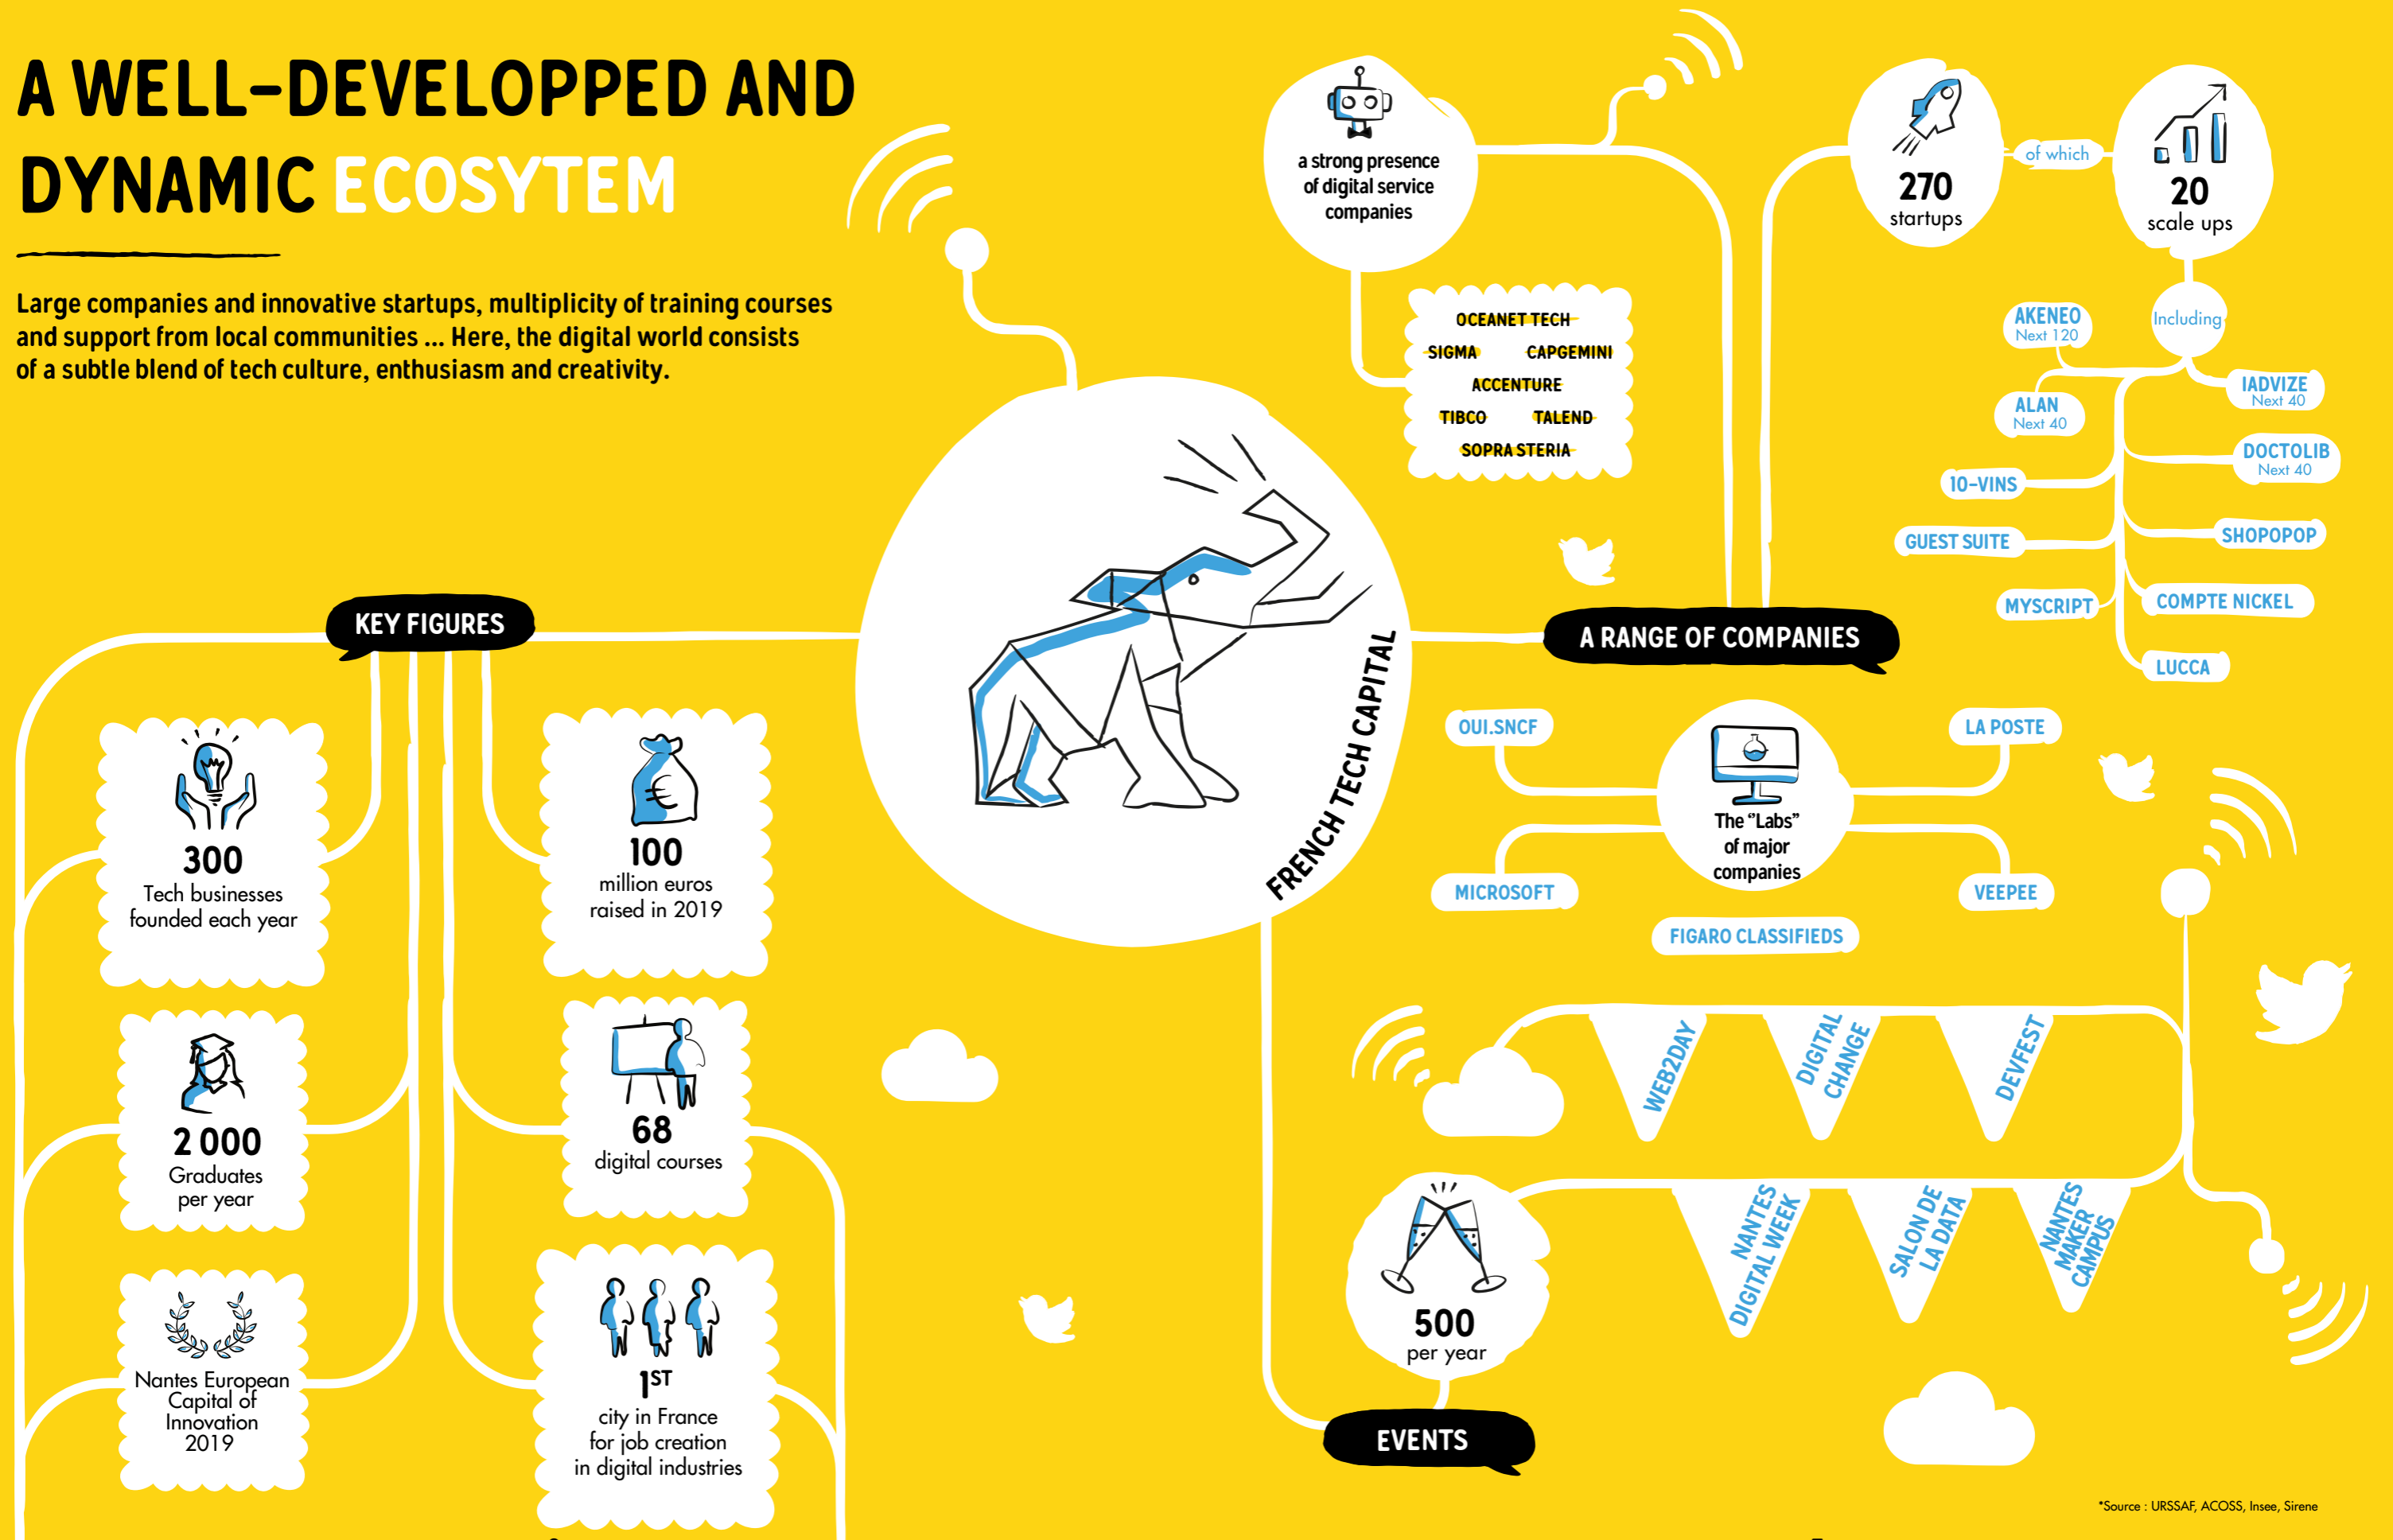 A WELL-DEVELOPPED AND
DYNAMIC ECOSYTEM
Large companies and innovative startups, multiplicity of training courses
and support from local communities ... Here, the digital world consists
of a subtle blend of tech culture, enthusiasm and creativity.
KEY FIGURES
300
Tech businesses
founded each year
100
million euros
raised in 2019
2 000
Graduates
per year
68
digital courses
Nantes European
Capital of
Innovation
2019
1ST
city in France
for job creation
in digital industries
FRENCH TECH CAPITAL
a strong presence
of digital service
companies
OCEANET TECH
SIGMA CAPGEMINI
ACCENTURE
TIBCO TALEND
SOPRA STERIA
270
startups
of which
20
scale ups
Including
AKENEO
Next 120
IADVIZE
Next 40
ALAN
Next 40
DOCTOLIB
Next 40
10-VINS
SHOPOPOP
GUEST SUITE
COMPTE NICKEL
MYSCRIPT
LUCCA
A RANGE OF COMPANIES
OUI.SNCF
LA POSTE
The "Labs"
of major
companies
MICROSOFT
VEEPEE
FIGARO CLASSIFIEDS
WEB2DAY
DIGITAL
CHANGE
DEVFEST
NANTES
DIGITAL WEEK
SALON DE
LA DATA
NANTES
MAKER
CAMPUS
500
per year
EVENTS
*Source : URSSAF, ACOSS, Insee, Sirene